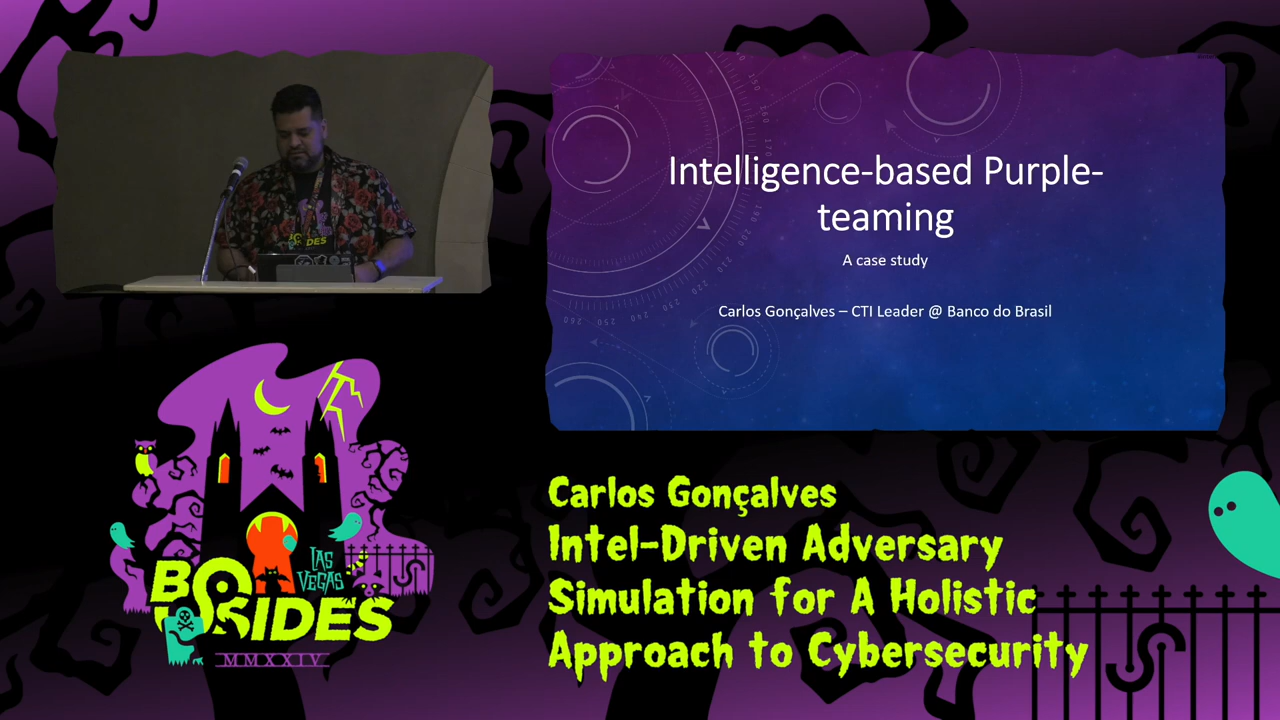 Intelligence-based Purple-
teaming
A case study
Carlos Gonçalves – CTI Leader @ Banco do Brasil
Carlos Gonçalves
Intel-Driven Adversary
Simulation for A Holistic
Approach to Cybersecurity
LAS
VEGAS
BSIDES
MMXXIV